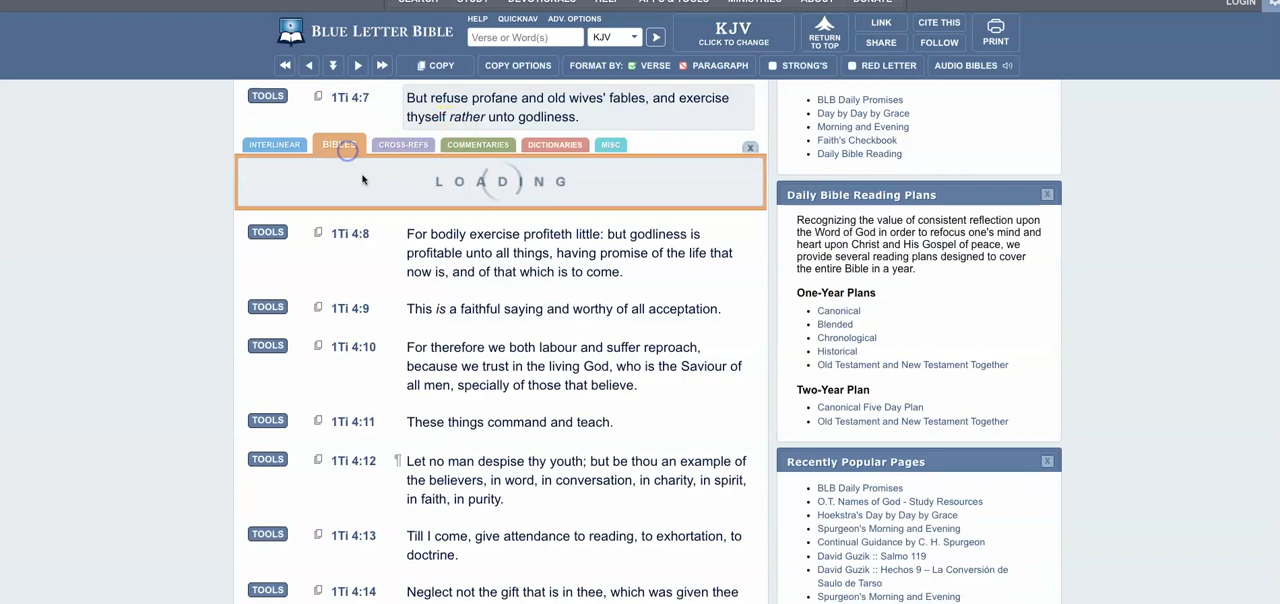 SEARCH STUDY DEVOTIONALS HELP APPS & TOOLS MINISTRIES ABOUT DONATE LOGIN
HELP QUICKNAV ADV. OPTIONS
BLUE LETTER BIBLE
Verse or Word(s)
KJV
KJV
CLICK TO CHANGE
RETURN
TO TOP
LINK
CITE THIS
SHARE
FOLLOW
PRINT
COPY
COPY OPTIONS
FORMAT BY: VERSE PARAGRAPH
STRONG'S
RED LETTER
AUDIO BIBLES
TOOLS 1Ti 4:7 But refuse profane and old wives' fables, and exercise
thyself rather unto godliness.
INTERLINEAR BIBLES CROSS-REFS COMMENTARIES DICTIONARIES MISC X
LOADING
TOOLS 1Ti 4:8 For bodily exercise profiteth little: but godliness is
profitable unto all things, having promise of the life that
now is, and of that which is to come.
TOOLS 1Ti 4:9 This is a faithful saying and worthy of all acceptation.
TOOLS 1Ti 4:10 For therefore we both labour and suffer reproach,
because we trust in the living God, who is the Saviour of
all men, specially of those that believe.
TOOLS 1Ti 4:11 These things command and teach.
TOOLS 1Ti 4:12 ¶ Let no man despise thy youth; but be thou an example of
the believers, in word, in conversation, in charity, in spirit,
in faith, in purity.
TOOLS 1Ti 4:13 Till I come, give attendance to reading, to exhortation, to
doctrine.
TOOLS 1Ti 4:14 Neglect not the gift that is in thee, which was given thee
BLB Daily Promises
Day by Day by Grace
Morning and Evening
Faith's Checkbook
Daily Bible Reading
Daily Bible Reading Plans X
Recognizing the value of consistent reflection upon
the Word of God in order to refocus one's mind and
heart upon Christ and His Gospel of peace, we
provide several reading plans designed to cover
the entire Bible in a year.
One-Year Plans
Canonical
Blended
Chronological
Historical
Old Testament and New Testament Together
Two-Year Plan
Canonical Five Day Plan
Old Testament and New Testament Together
Recently Popular Pages X
BLB Daily Promises
O.T. Names of God - Study Resources
Hoekstra's Day by Day by Grace
Spurgeon's Morning and Evening
Continual Guidance by C. H. Spurgeon
David Guzik :: Salmo 119
David Guzik :: Hechos 9 – La Conversión de
Saulo de Tarso
Spurgeon's Morning and Evening